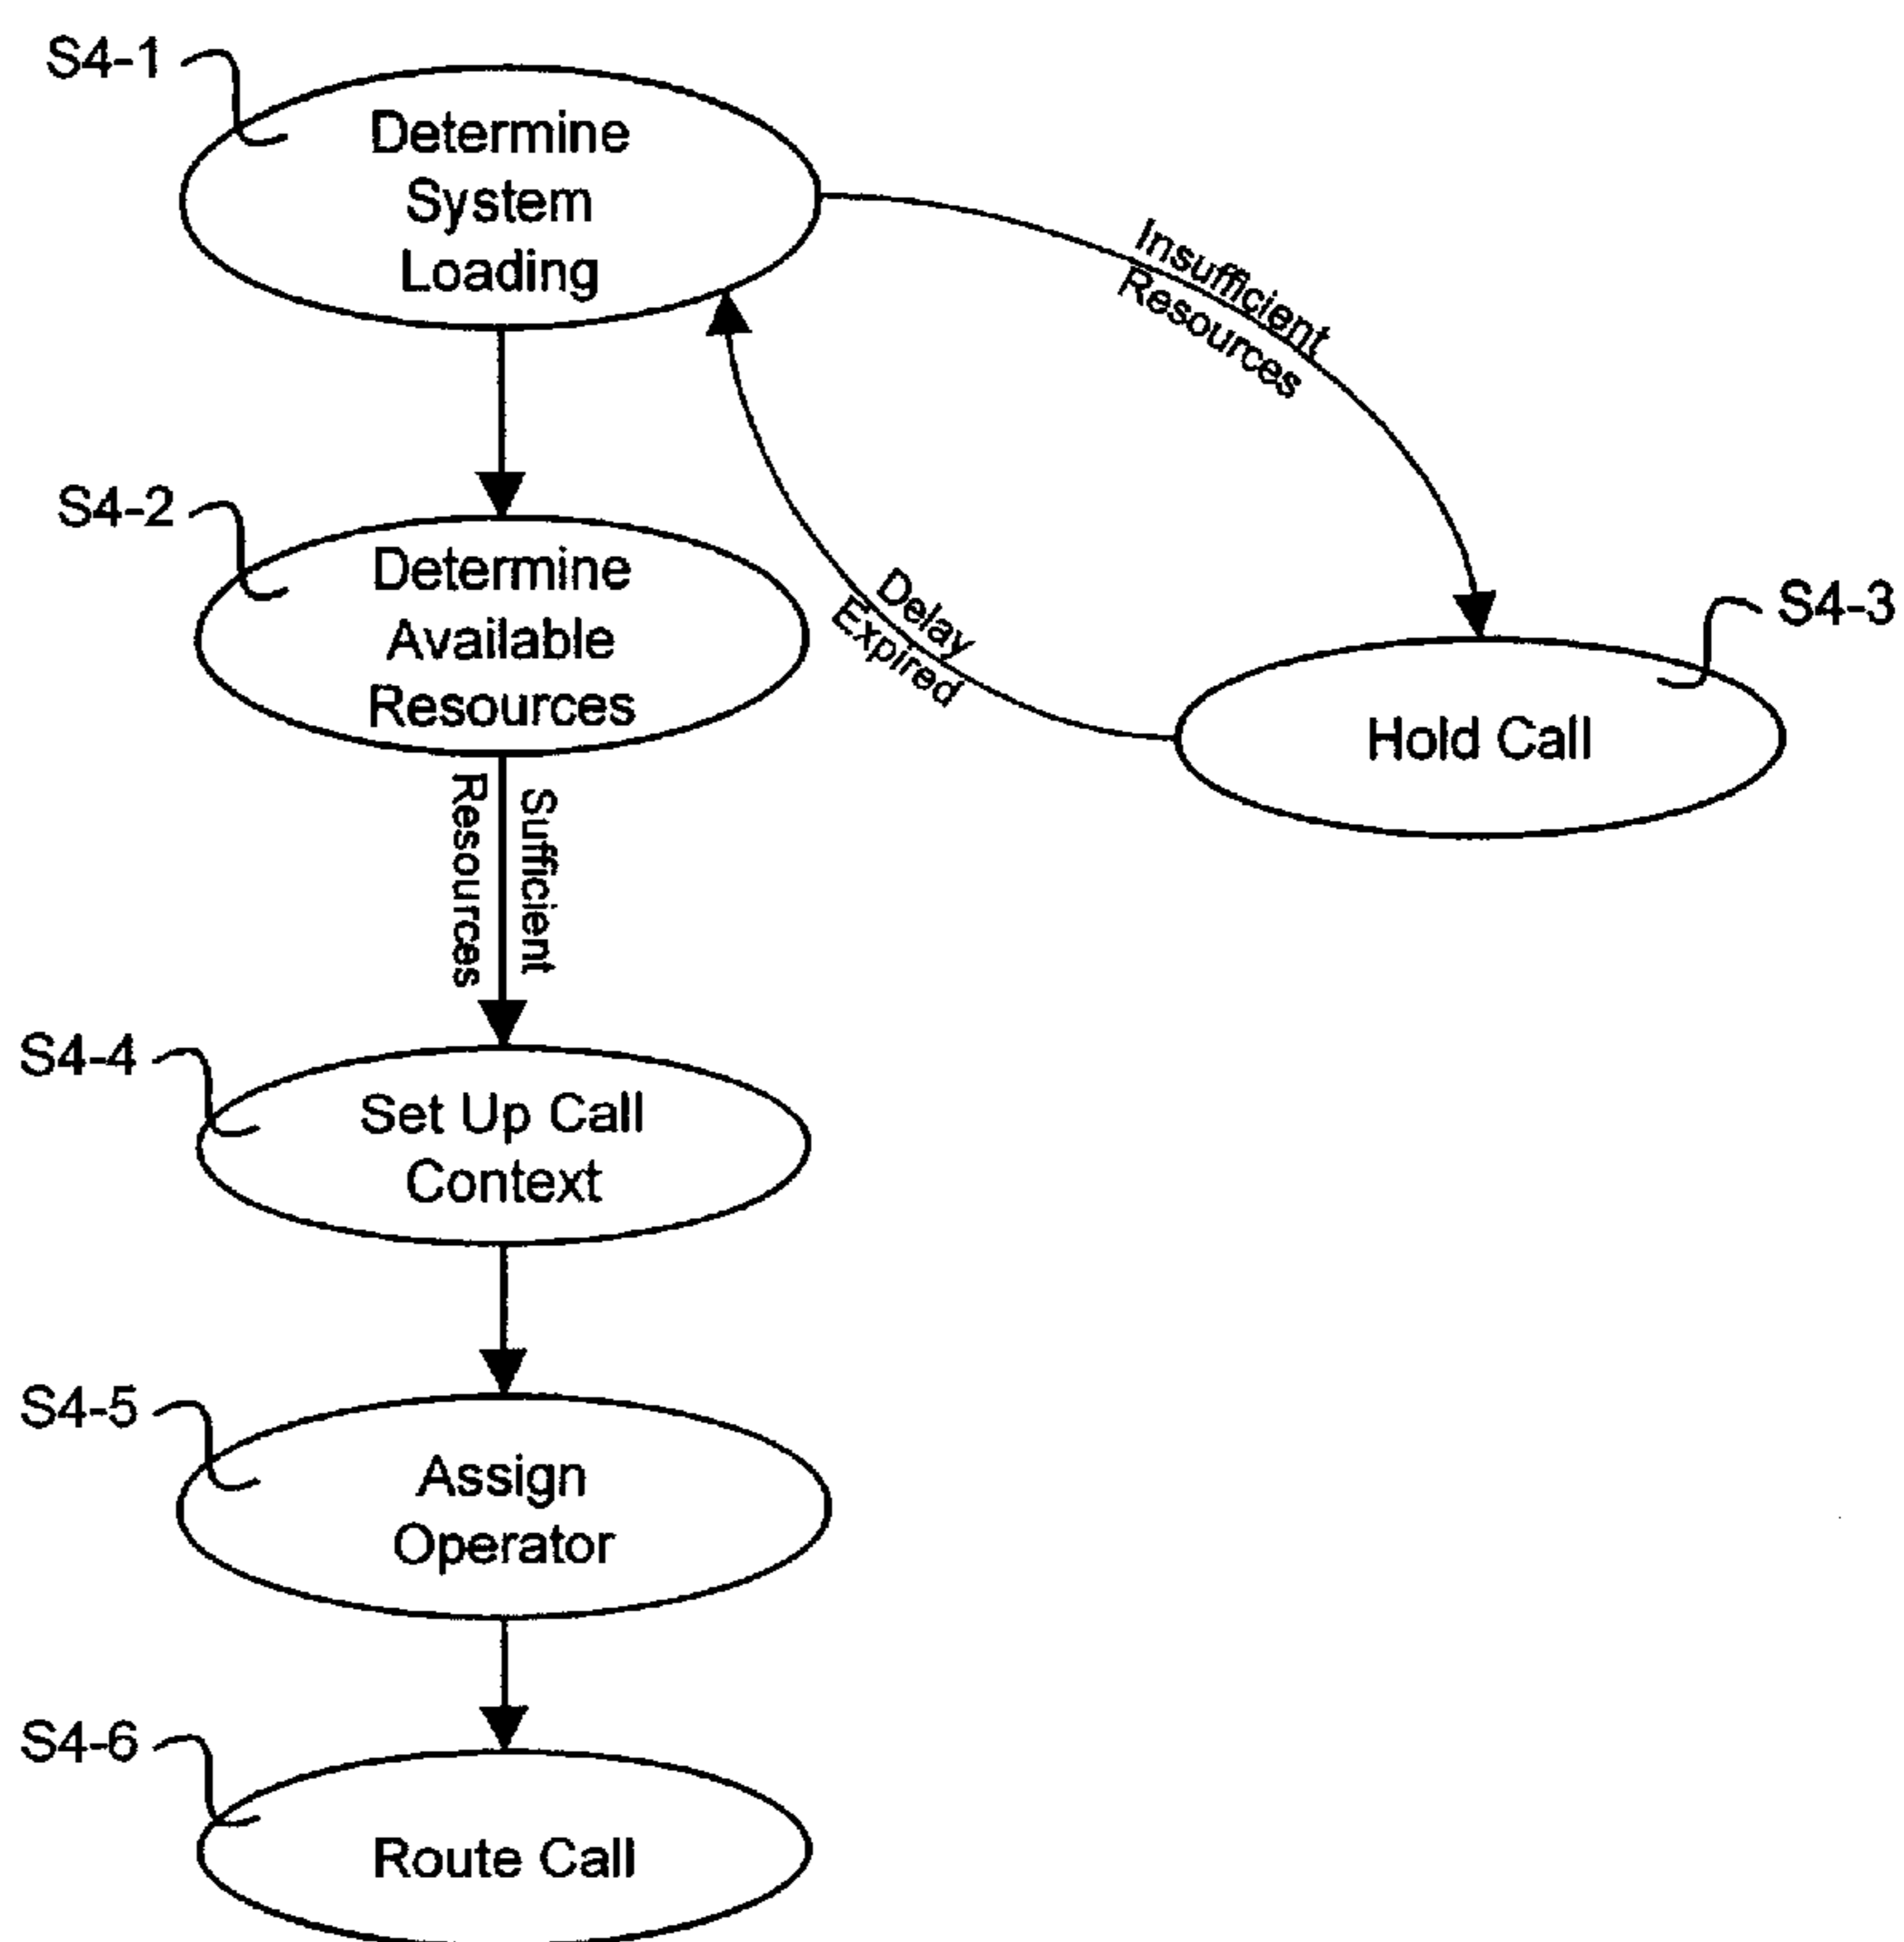 S4-1
Determine
System
Loading
Insufficient
Resources
S4-2
Determine
Available
Resources
Delay
Expired
S4-3
Hold Call
Sufficient
Resources
S4-4
Set Up Call
Context
S4-5
Assign
Operator
S4-6
Route Call